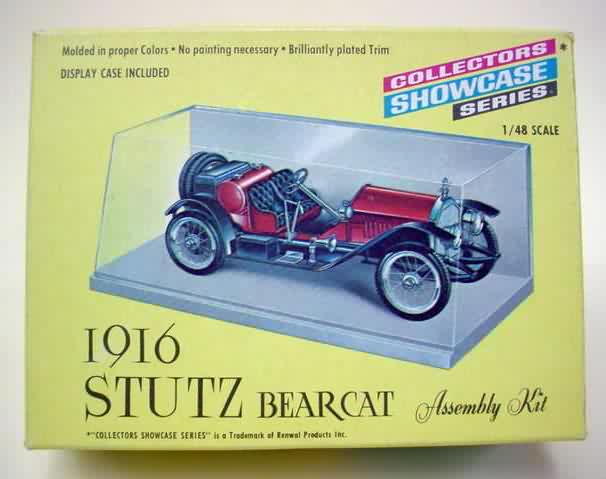 Molded in proper Colors • No painting necessary • Brilliantly plated Trim
DISPLAY CASE INCLUDED
COLLECTORS *
SHOWCASE
SERIES
1/48 SCALE
1916
STUTZ BEARCAT Assembly Kit
*"COLLECTORS SHOWCASE SERIES" is a Trademark of Renwal Products Inc.